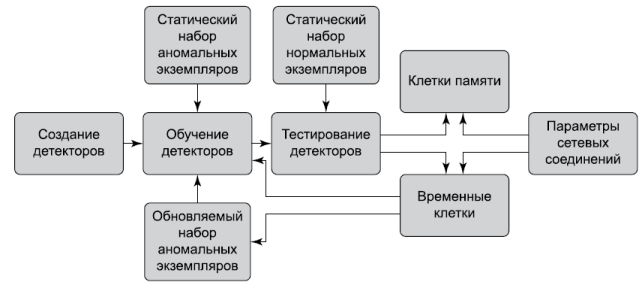 Статический
набор
аномальных
экземпляров
Статический
набор
нормальных
экземпляров
Клетки памяти
Создание
детекторов
Обучение
детекторов
Тестирование
детекторов
Параметры
сетевых
соединений
Временные
клетки
Обновляемый
набор
аномальных
экземпляров